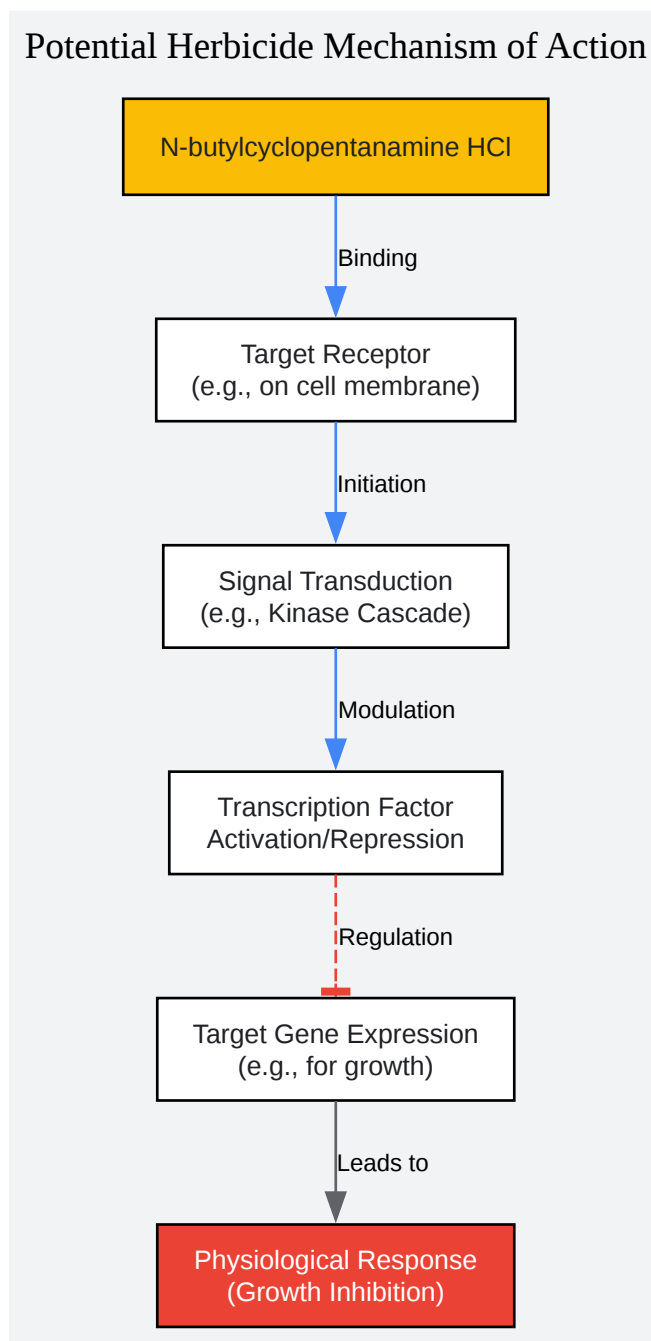 Potential Herbicide Mechanism of Action
N-butylcyclopentanamine HCl
Binding
Target Receptor
(e.g., on cell membrane)
Initiation
Signal Transduction
(e.g., Kinase Cascade)
Modulation
Transcription Factor
Activation/Repression
Regulation
Target Gene Expression
(e.g., for growth)
Leads to
Physiological Response
(Growth Inhibition)